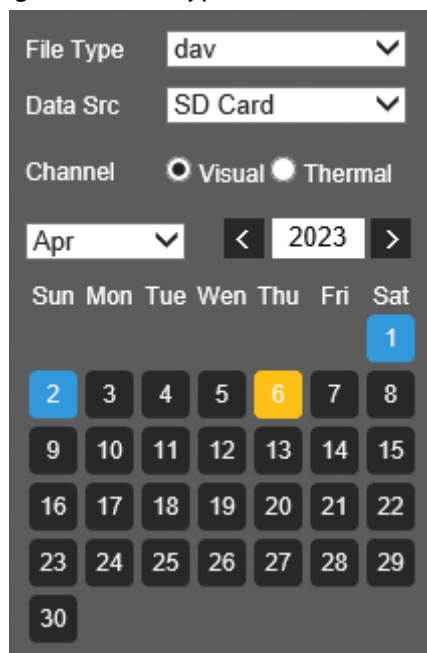 File Type dav
Data Src SD Card
Channel Visual Thermal
Apr < 2023 >
Sun Mon Tue Wen Thu Fri Sat
1
2 3 4 5 6 7 8
9 10 11 12 13 14 15
16 17 18 19 20 21 22
23 24 25 26 27 28 29
30